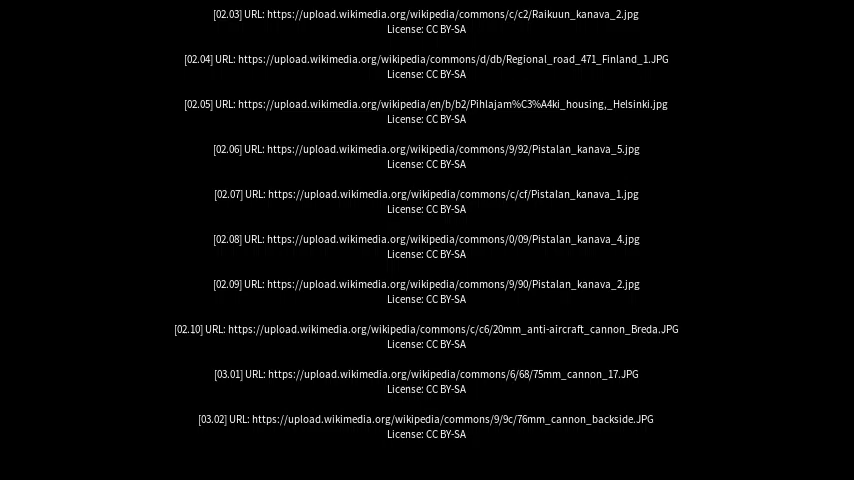 [02.03] URL: https://upload.wikimedia.org/wikipedia/commons/c/c2/Raikuun_kanava_2.jpg
License: CC BY-SA
[02.04] URL: https://upload.wikimedia.org/wikipedia/commons/d/db/Regional_road_471_Finland_1.JPG
License: CC BY-SA
[02.05] URL: https://upload.wikimedia.org/wikipedia/en/b/b2/Pihlajam%C3%A4ki_housing,_Helsinki.jpg
License: CC BY-SA
[02.06] URL: https://upload.wikimedia.org/wikipedia/commons/9/92/Pistalan_kanava_5.jpg
License: CC BY-SA
[02.07] URL: https://upload.wikimedia.org/wikipedia/commons/c/cf/Pistalan_kanava_1.jpg
License: CC BY-SA
[02.08] URL: https://upload.wikimedia.org/wikipedia/commons/0/09/Pistalan_kanava_4.jpg
License: CC BY-SA
[02.09] URL: https://upload.wikimedia.org/wikipedia/commons/9/90/Pistalan_kanava_2.jpg
License: CC BY-SA
[02.10] URL: https://upload.wikimedia.org/wikipedia/commons/c/c6/20mm_anti-aircraft_cannon_Breda.JPG
License: CC BY-SA
[03.01] URL: https://upload.wikimedia.org/wikipedia/commons/6/68/75mm_cannon_17.JPG
License: CC BY-SA
[03.02] URL: https://upload.wikimedia.org/wikipedia/commons/9/9c/76mm_cannon_backside.JPG
License: CC BY-SA